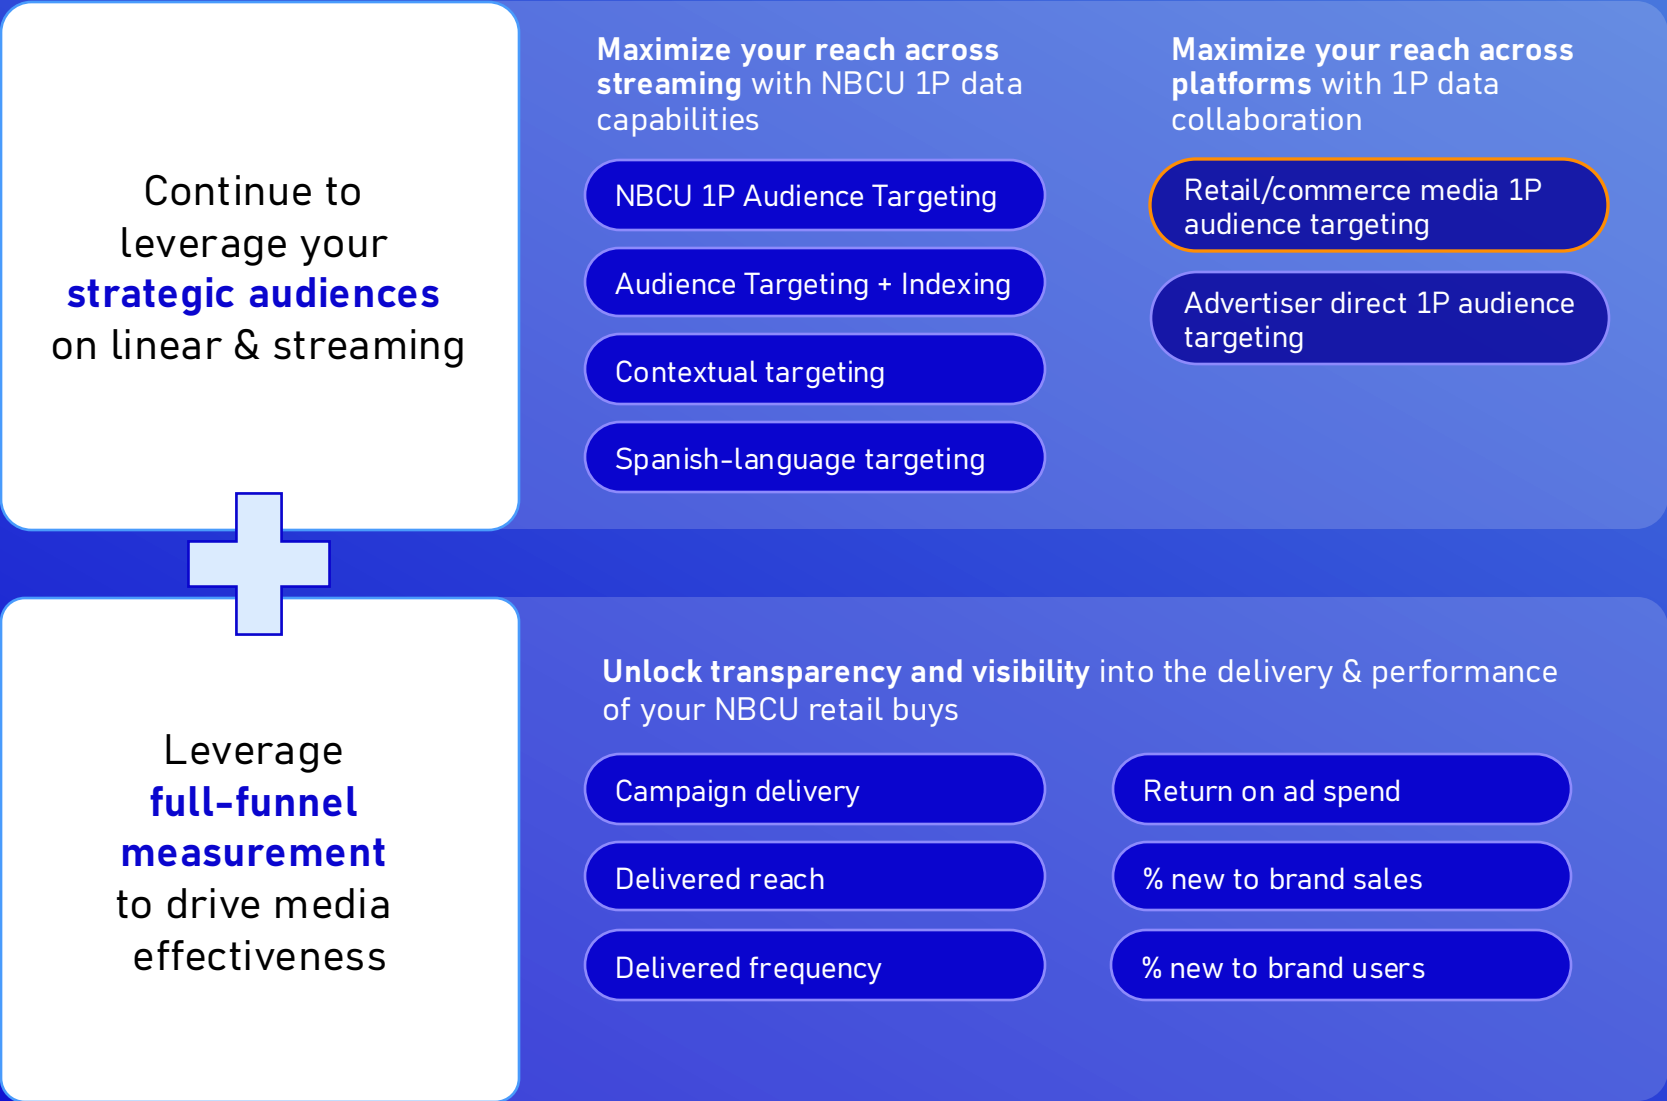 Continue to
leverage your
strategic audiences
on linear & streaming
Maximize your reach across
streaming with NBCU 1P data
capabilities
NBCU 1P Audience Targeting
Audience Targeting + Indexing
Contextual targeting
Spanish-language targeting
Maximize your reach across
platforms with 1P data
collaboration
Retail/commerce media 1P
audience targeting
Advertiser direct 1P audience
targeting
Leverage
full-funnel
measurement
to drive media
effectiveness
Unlock transparency and visibility into the delivery & performance
of your NBCU retail buys
Campaign delivery
Delivered reach
Delivered frequency
Return on ad spend
% new to brand sales
% new to brand users